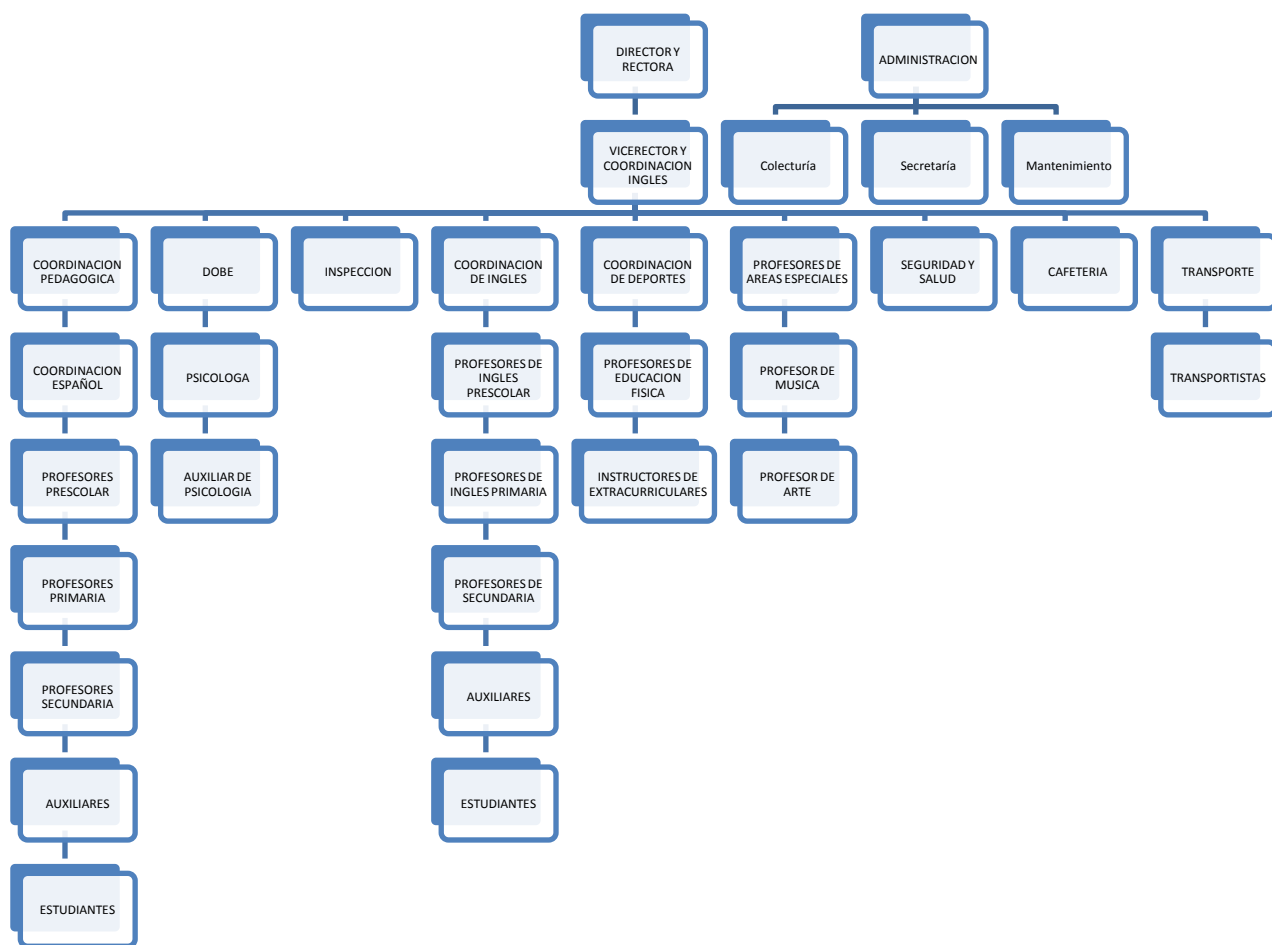 DIRECTOR Y
RECTORA
ADMINISTRACION
VICERECTOR Y
COORDINACION
INGLES
Colecturía
Secretaría
Mantenimiento
COORDINACION
PEDAGOGICA
DOBE
INSPECCION
COORDINACION
DE INGLES
COORDINACION
DE DEPORTES
PROFESORES DE
AREAS ESPECIALES
SEGURIDAD Y
SALUD
CAFETERIA
TRANSPORTE
COORDINACION
ESPAÑOL
PSICOLOGA
PROFESORES DE
INGLES
PRESCOLAR
PROFESORES DE
EDUCACION
FISICA
PROFESOR DE
MUSICA
TRANSPORTISTAS
PROFESORES
PRESCOLAR
AUXILIAR DE
PSICOLOGIA
PROFESORES DE
INGLES PRIMARIA
INSTRUCTORES DE
EXTRACURRICULARES
PROFESOR DE
ARTE
PROFESORES
PRIMARIA
PROFESORES DE
SECUNDARIA
PROFESORES
SECUNDARIA
AUXILIARES
AUXILIARES
ESTUDIANTES
ESTUDIANTES